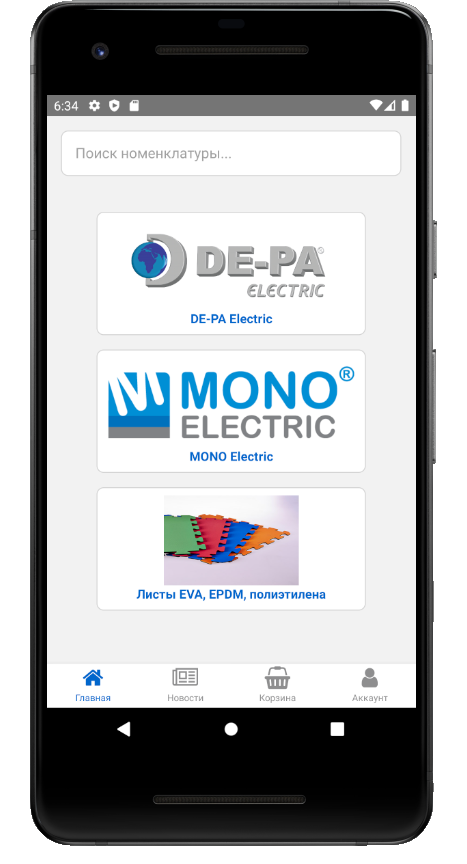 6:34
Поиск номенклатуры...
DE-PA®
ELECTRIC
DE-PA Electric
MONO®
ELECTRIC
MONO Electric
Листы EVA, EPDM, полиэтилена
Главная Новости Корзина Аккаунт